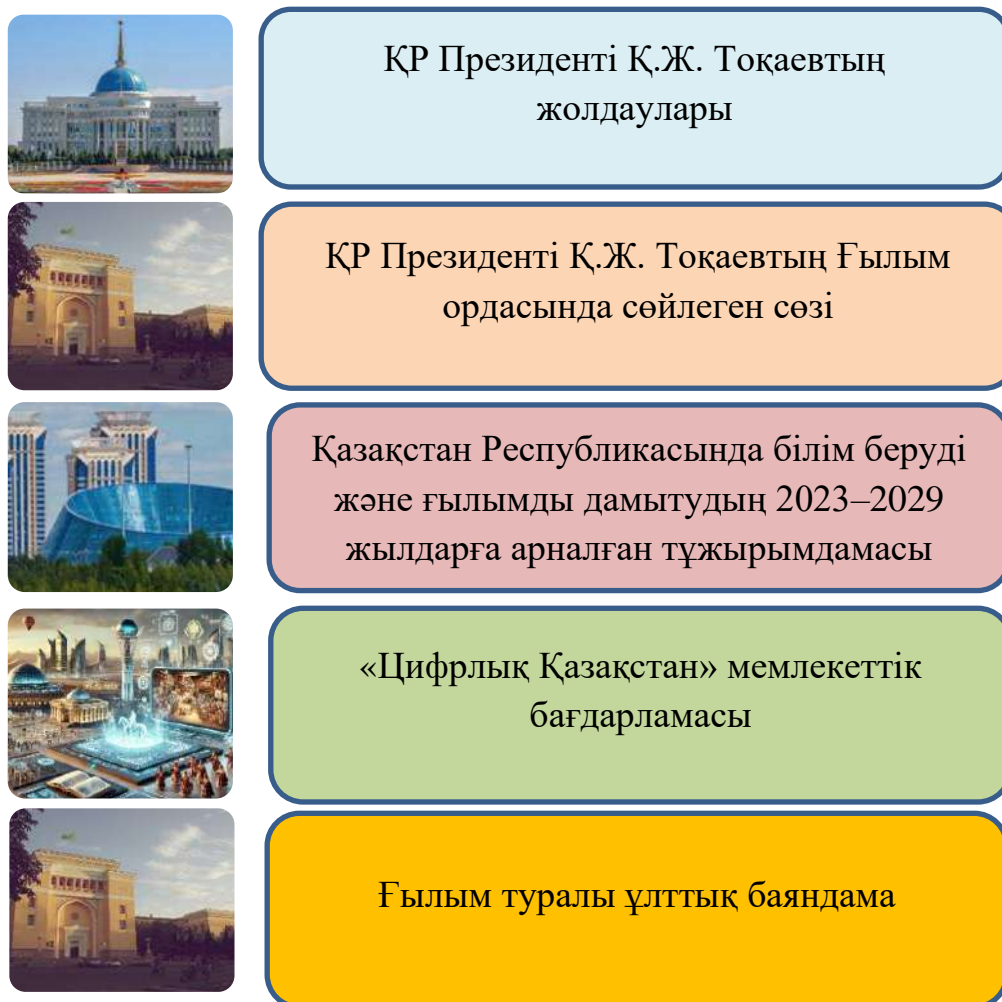 ҚР Президенті Қ.Ж. Тоқаевтың
жолдаулары
ҚР Президенті Қ.Ж. Тоқаевтың Ғылым
ордасында сөйлеген сөзі
Қазақстан Республикасында білім беруді
және ғылымды дамытудың 2023–2029
жылдарға арналған тұжырымдамасы
«Цифрлық Қазақстан» мемлекеттік
бағдарламасы
Ғылым туралы ұлттық баяндама